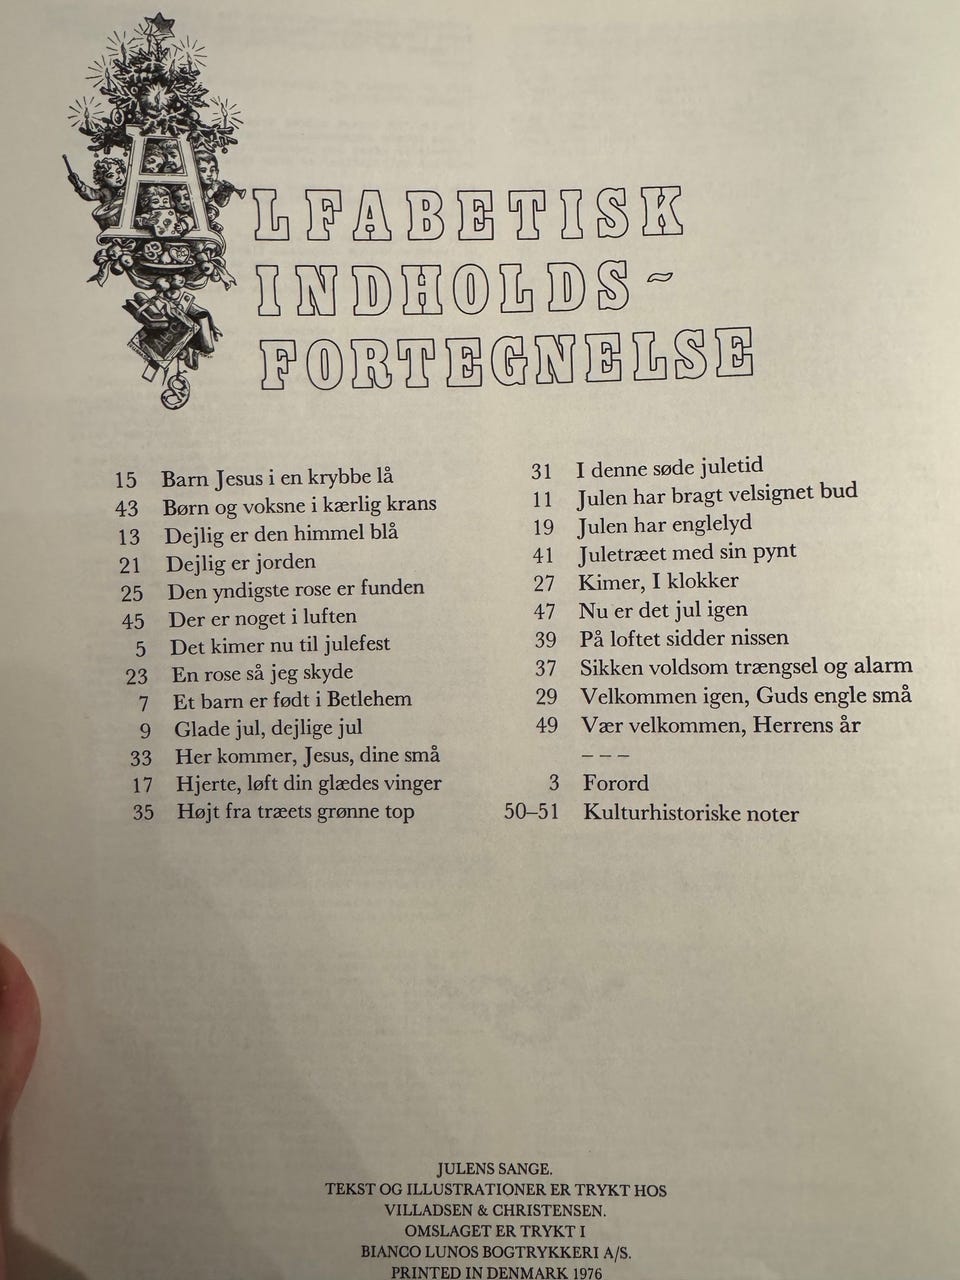 ALFABETISK
INDHOLDS~
FORTEGNELSE
15 Barn Jesus i en krybbe lå
43 Børn og voksne i kærlig krans
13 Dejlig er den himmel blå
21 Dejlig er jorden
25 Den yndigste rose er funden
45 Der er noget i luften
5 Det kimer nu til julefest
23 En rose så jeg skyde
7 Et barn er født i Betlehem
9 Glade jul, dejlige jul
33 Her kommer, Jesus, dine små
17 Hjerte, løft din glædes vinger
35 Højt fra træets grønne top
31 I denne søde juletid
11 Julen har bragt velsignet bud
19 Julen har englelyd
41 Juletræet med sin pynt
27 Kimer, I klokker
47 Nu er det jul igen
39 På loftet sidder nissen
37 Sikken voldsom trængsel og alarm
29 Velkommen igen, Guds engle små
49 Vær velkommen, Herrens år
– – –
3 Forord
50–51 Kulturhistoriske noter
JULENS SANGE.
TEKST OG ILLUSTRATIONER ER TRYKT HOS
VILLADSEN & CHRISTENSEN.
OMSLAGET ER TRYKT I
BIANCO LUNOS BOGTRYKKERI A/S.
PRINTED IN DENMARK 1976